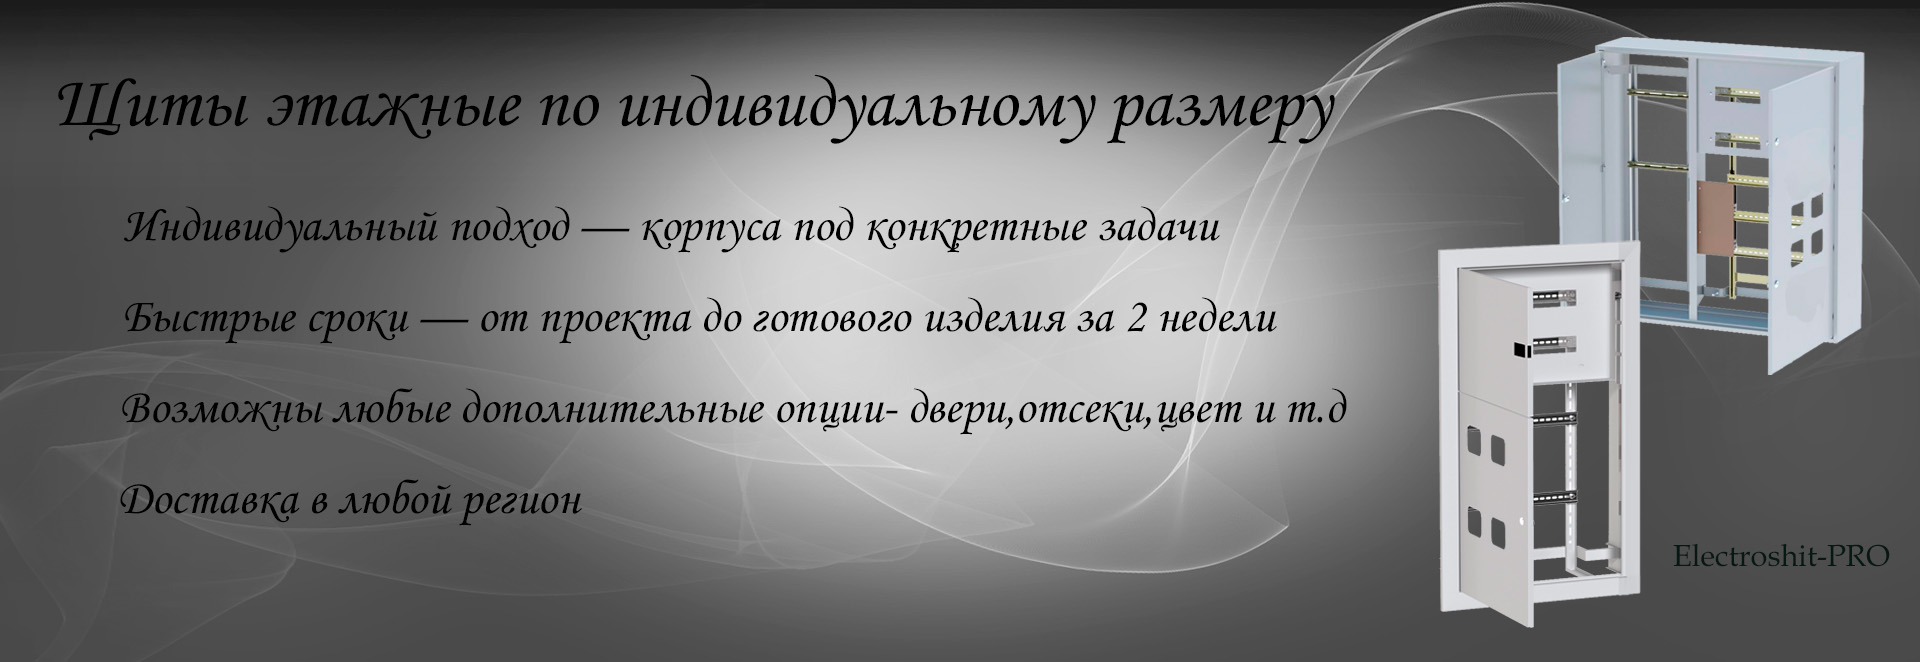 Щиты этажные по индивидуальному размеру
Индивидуальный подход — корпуса под конкретные задачи
Быстрые сроки — от проекта до готового изделия за 2 недели
Возможны любые дополнительные опции- двери,отсеки,цвет и т.д
Доставка в любой регион
Electroshit-PRO